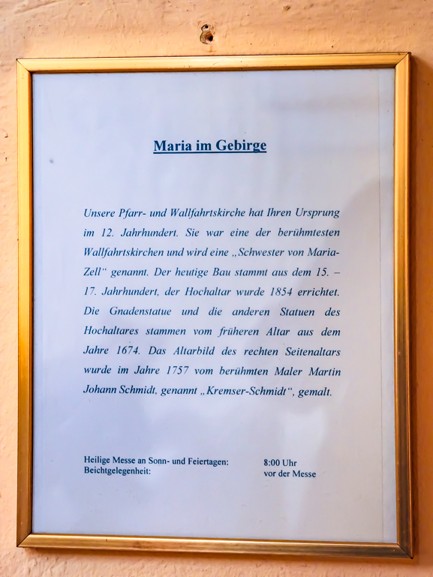 Maria im Gebirge
Unsere Pfarr- und Wallfahrtskirche hat Ihren Ursprung
im 12. Jahrhundert. Sie war eine der berühmtesten
Wallfahrtskirchen und wird eine „Schwester von Maria-
Zell“ genannt. Der heutige Bau stammt aus dem 15. –
17. Jahrhundert, der Hochaltar wurde 1854 errichtet.
Die Gnadenstatue und die anderen Statuen des
Hochaltares stammen vom früheren Altar aus dem
Jahre 1674. Das Altarbild des rechten Seitenaltars
wurde im Jahre 1757 vom berühmten Maler Martin
Johann Schmidt, genannt „Kremser-Schmidt“, gemalt.
Heilige Messe an Sonn- und Feiertagen: 8:00 Uhr
Beichtgelegenheit: vor der Messe